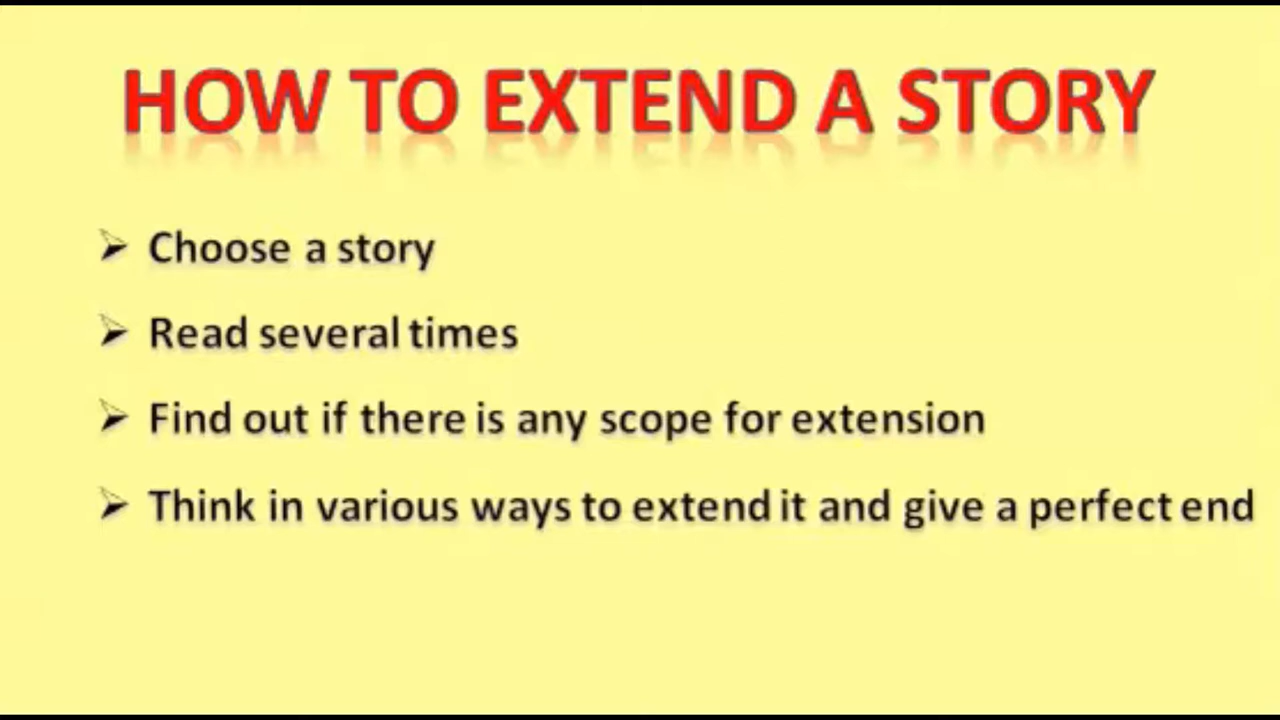 HOW TO EXTEND A STORY
➢ Choose a story
➢ Read several times
➢ Find out if there is any scope for extension
➢ Think in various ways to extend it and give a perfect end